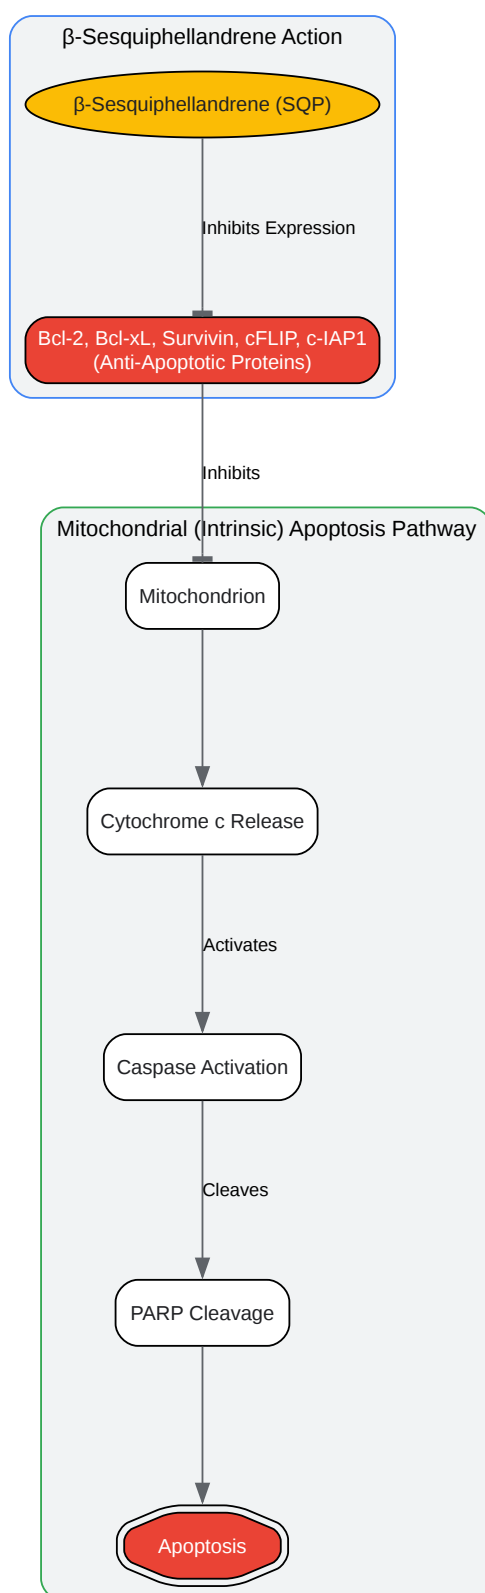 β-Sesquiphellandrene Action
β-Sesquiphellandrene (SQP)
Inhibits Expression
Bcl-2, Bcl-xL, Survivin, cFLIP, c-IAP1
(Anti-Apoptotic Proteins)
Inhibits
Mitochondrial (Intrinsic) Apoptosis Pathway
Mitochondrion
Cytochrome c Release
Activates
Caspase Activation
Cleaves
PARP Cleavage
Apoptosis